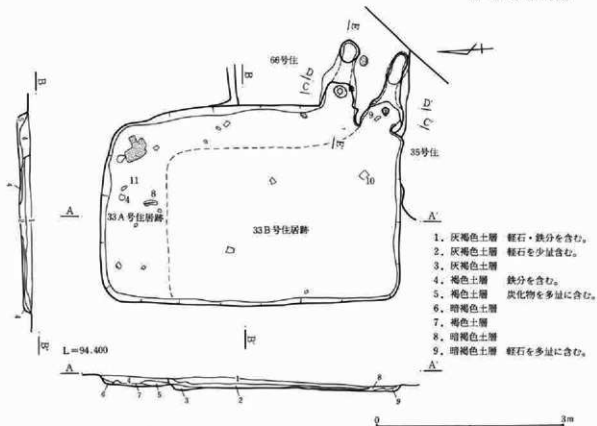 66号住
E
E'
D
C
D'
C'
B
B
35号住
4
11
4
8
9
10
A
33A号住居跡
33B号住居跡
A'
1. 灰褐色土層 軽石・鉄分を含む。
2. 灰褐色土層 軽石を少量含む。
3. 灰褐色土層
4. 褐色土層 鉄分を含む。
5. 褐色土層 炭化物を多量に含む。
6. 暗褐色土層
7. 褐色土層
8. 暗褐色土層
9. 暗褐色土層 軽石を多量に含む。
B'
B'
L=94.400
A
A'
6
4
7
5
3
1
2
8
9
0 3m